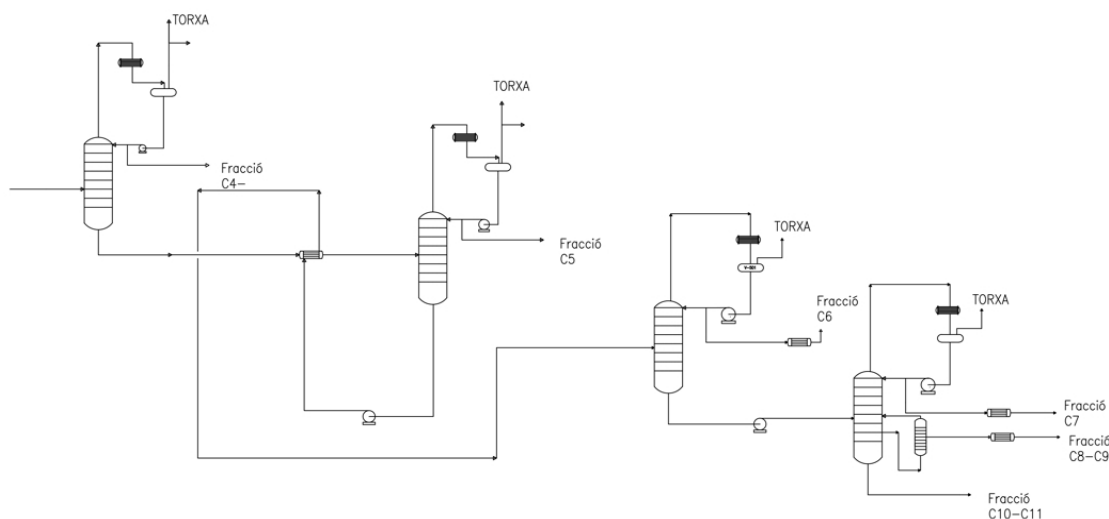 TORXA
Fracció
C4-
TORXA
Fracció
C5
TORXA
Fracció
C6
TORXA
Fracció
C7
Fracció
C8-C9
Fracció
C10-C11